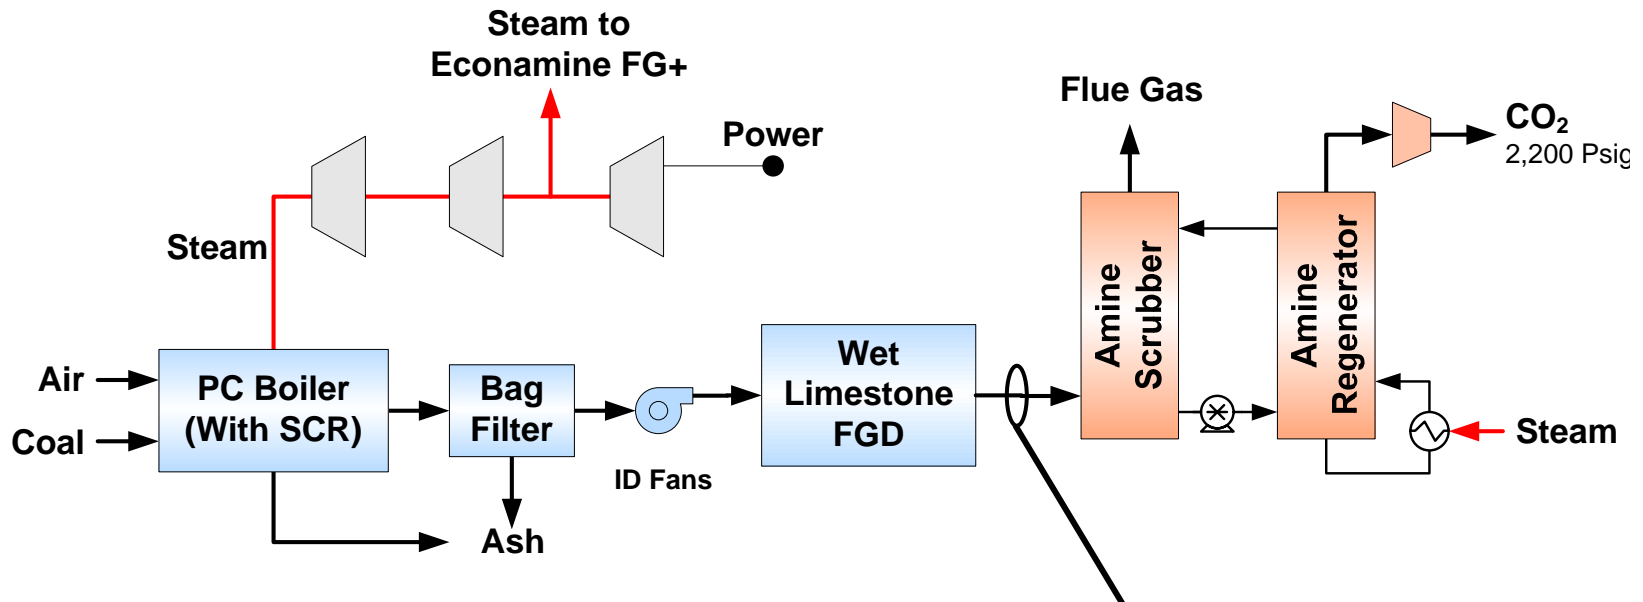 Steam to
Econamine FG+
Power
Steam
Flue Gas
CO₂
2,200 Psig
Air
Coal
PC Boiler
(With SCR)
Bag
Filter
ID Fans
Ash
Wet
Limestone
FGD
Amine
Scrubber
Amine
Regenerator
Steam